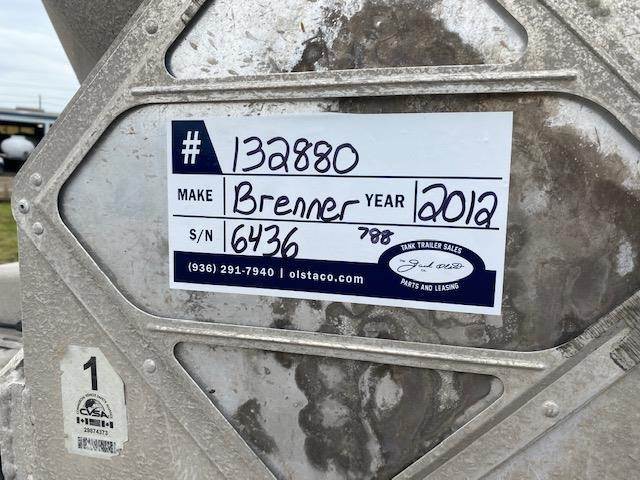 # 132880
MAKE Brenner YEAR 2012
S/N 6436 788
TANK TRAILER SALES
PARTS AND LEASING
(936) 291-7940 | olstaco.com
1
CVSA
29874373